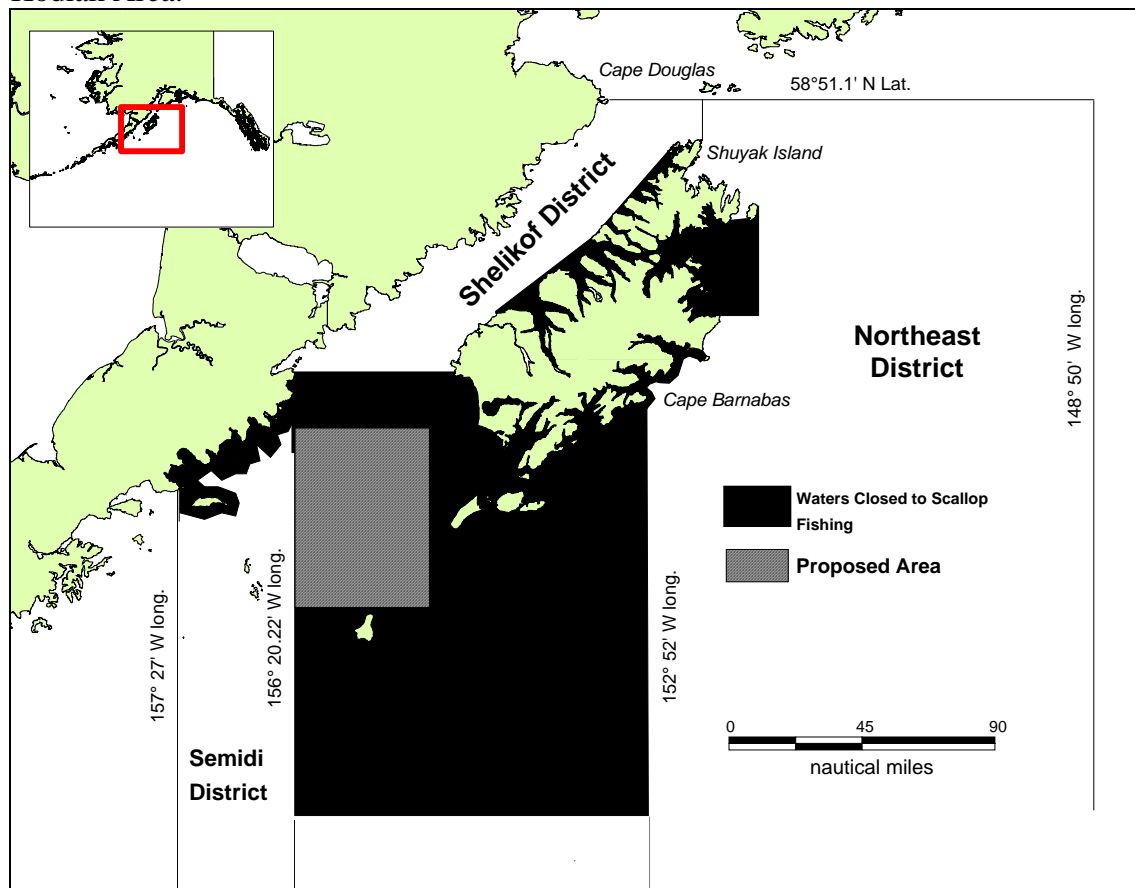 Kodiak Area.
Cape Douglas
58°51.1' N Lat.
Shuyak Island
Shelikof District
Northeast
District
148° 50' W long.
Cape Barnabas
Waters Closed to Scallop
Fishing
Proposed Area
157° 27' W long.
156° 20.22' W long.
152° 52' W long.
Semidi
District
0 45 90
nautical miles